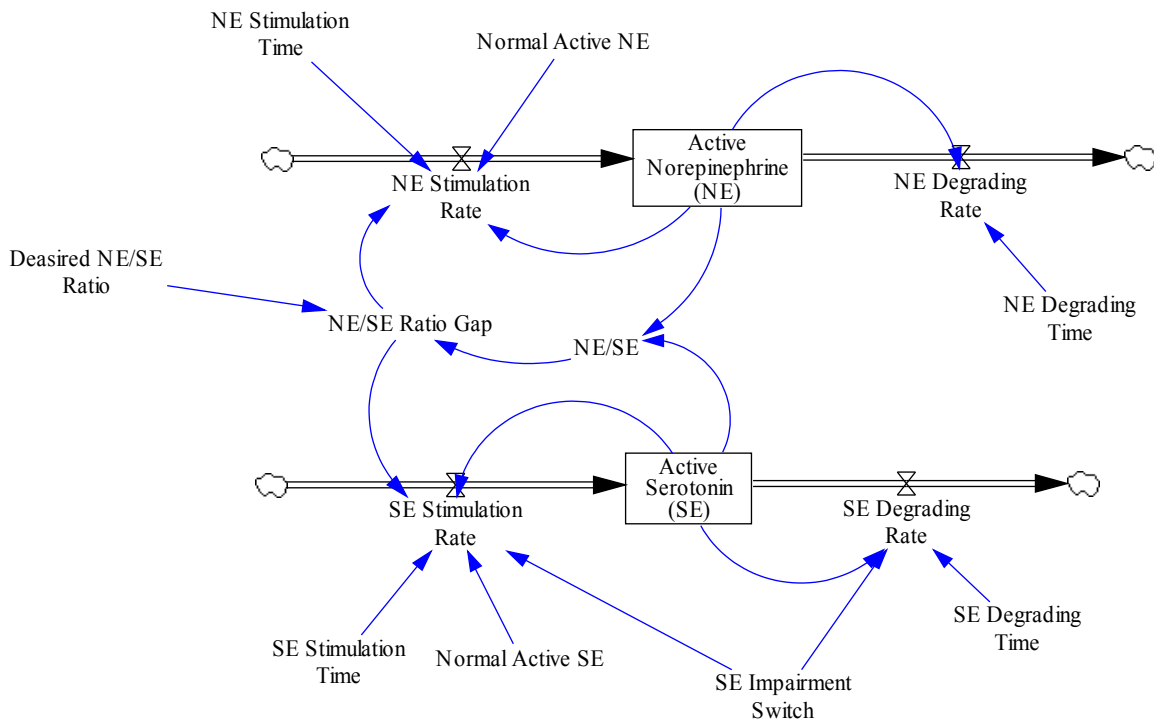 NE Stimulation
Time
Normal Active NE
Active
Norepinephrine
(NE)
NE Stimulation
Rate
NE Degrading
Rate
Deasired NE/SE
Ratio
NE/SE Ratio Gap
NE/SE
NE Degrading
Time
Active
Serotonin
(SE)
SE Stimulation
Rate
SE Degrading
Rate
SE Stimulation
Time
Normal Active SE
SE Impairment
Switch
SE Degrading
Time